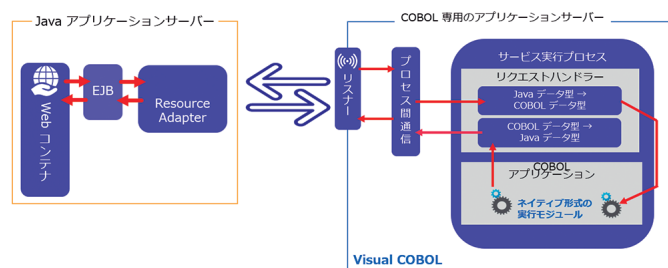 Java アプリケーションサーバー
Web コンテナ
EJB
Resource
Adapter
COBOL 専用のアプリケーションサーバー
リスナー
プロセス間通信
サービス実行プロセス
リクエストハンドラー
Java データ型 →
COBOL データ型
COBOL データ型 →
Java データ型
COBOL
アプリケーション
ネイティブ形式の
実行モジュール
Visual COBOL